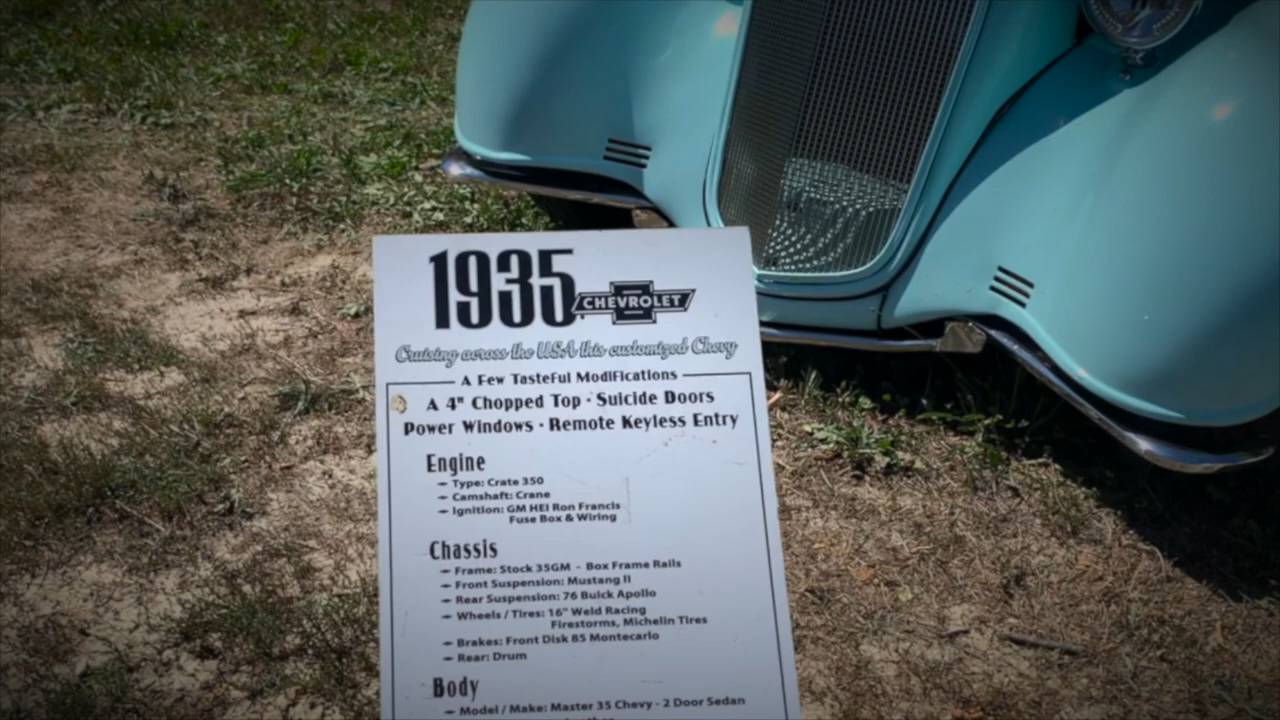 1935
CHEVROLET
Cruising across the USA this customized Chevy
A Few Tasteful Modifications
A 4" Chopped Top · Suicide Doors
Power Windows · Remote Keyless Entry
Engine
Type: Crate 350
Camshaft: Crane
Ignition: GM HEI Ron Francis
Fuse Box & Wiring
Chassis
Frame: Stock 35GM - Box Frame Rails
Front Suspension: Mustang II
Rear Suspension: 76 Buick Apollo
Wheels / Tires: 16" Weld Racing
Firestorms, Michelin Tires
Brakes: Front Disk 85 Montecarlo
Rear: Drum
Body
Model / Make: Master 35 Chevy - 2 Door Sedan